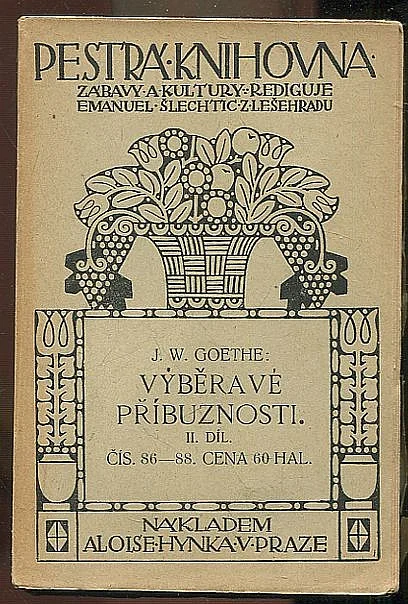 PESTRÁ·KNIHOVNA·
ZÁBAVY·A·KULTURY·REDIGUJE
EMANUEL·ŠLECHTIC·Z·LEŠEHRADU
J. W. GOETHE:
VÝBĚRAVÉ
PŘÍBUZNOSTI.
II. DÍL.
ČÍS. 86—88. CENA 60 HAL.
NÁKLADEM
ALOISE·HYNKA·V·PRAZE